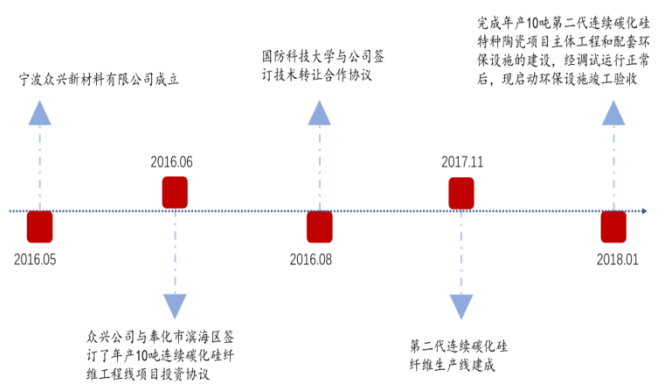 完成年产10吨第二代连续碳化硅
特种陶瓷项目主体工程和配套环
保设施的建设，经调试运行正常
后，现启动环保设施竣工验收
国防科技大学与公司签
订技术转让合作协议
宁波众兴新材料有限公司成立
2016.06
2017.11
2016.05
2016.08
2018.01
众兴公司与奉化市滨海区签
订了年产10吨连续碳化硅纤
维工程线项目投资协议
第二代连续碳化硅
纤维生产线建成